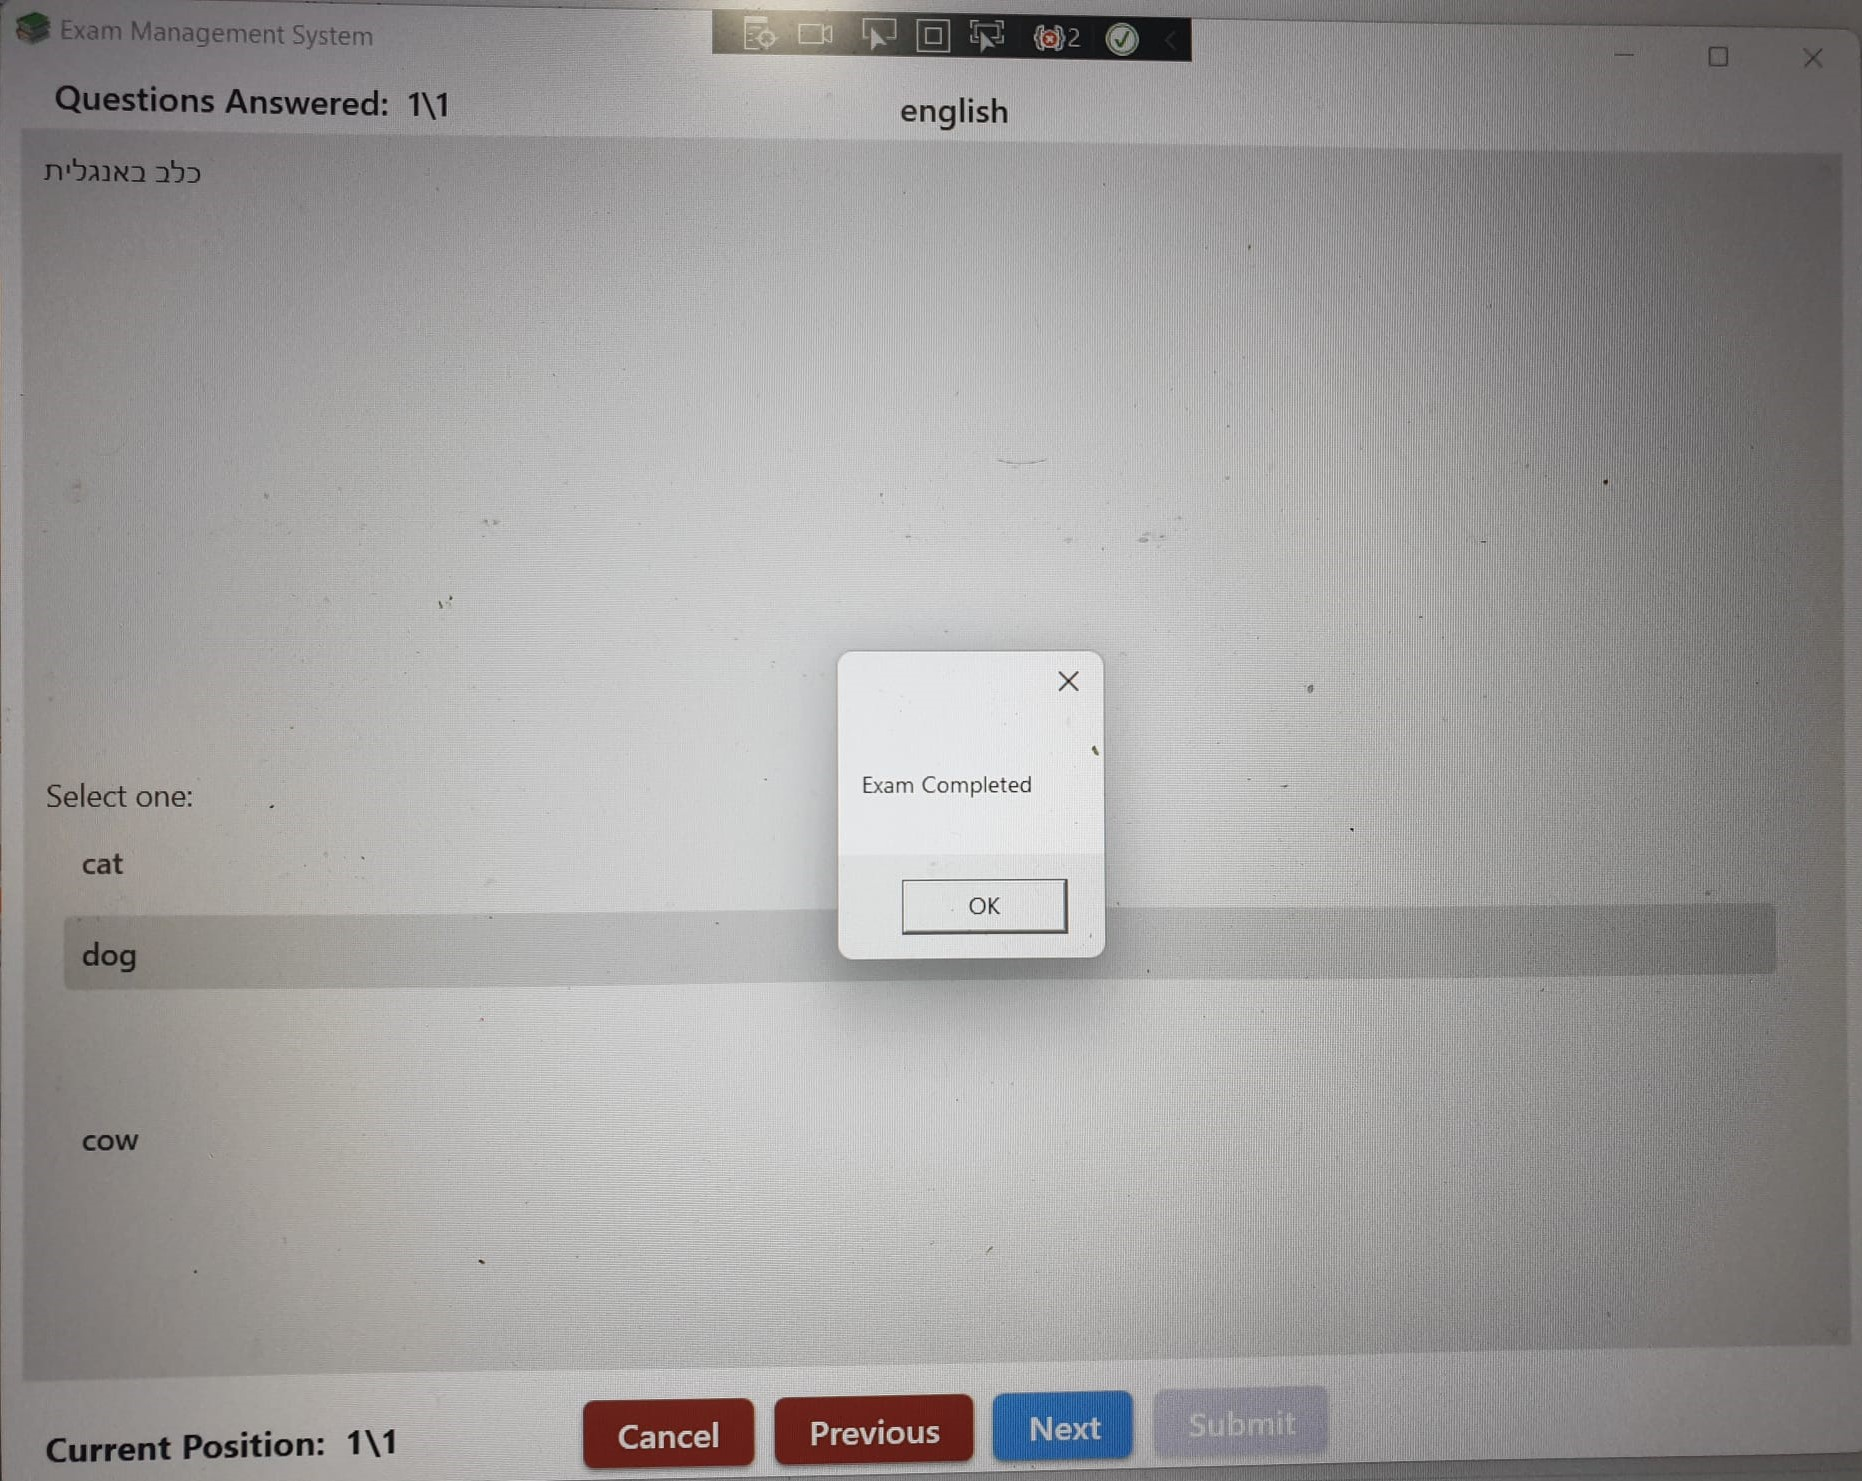 Exam Management System
2
Questions Answered: 1\1
english
כלב באנגלית
Exam Completed
OK
Select one:
cat
dog
cow
Current Position: 1\1
Cancel
Previous
Next
Submit